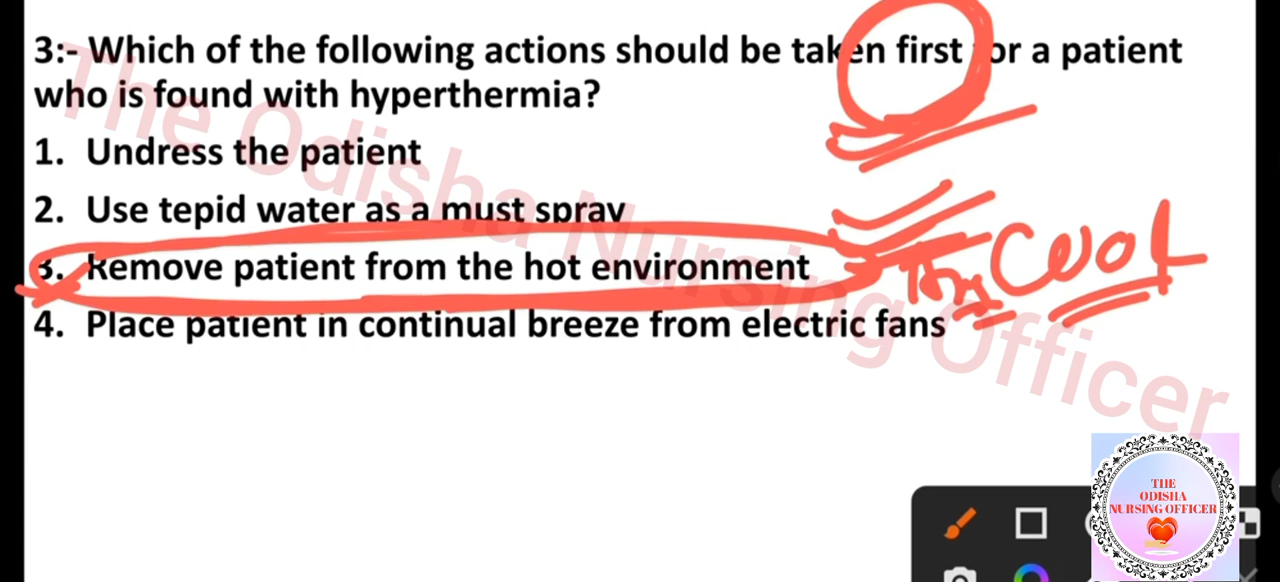 3:- Which of the following actions should be taken first for a patient
who is found with hyperthermia?
1. Undress the patient
2. Use tepid water as a must spray
3. Remove patient from the hot environment
4. Place patient in continual breeze from electric fans
Cool
The Odisha Nursing Officer
THE
ODISHA
NURSING OFFICER